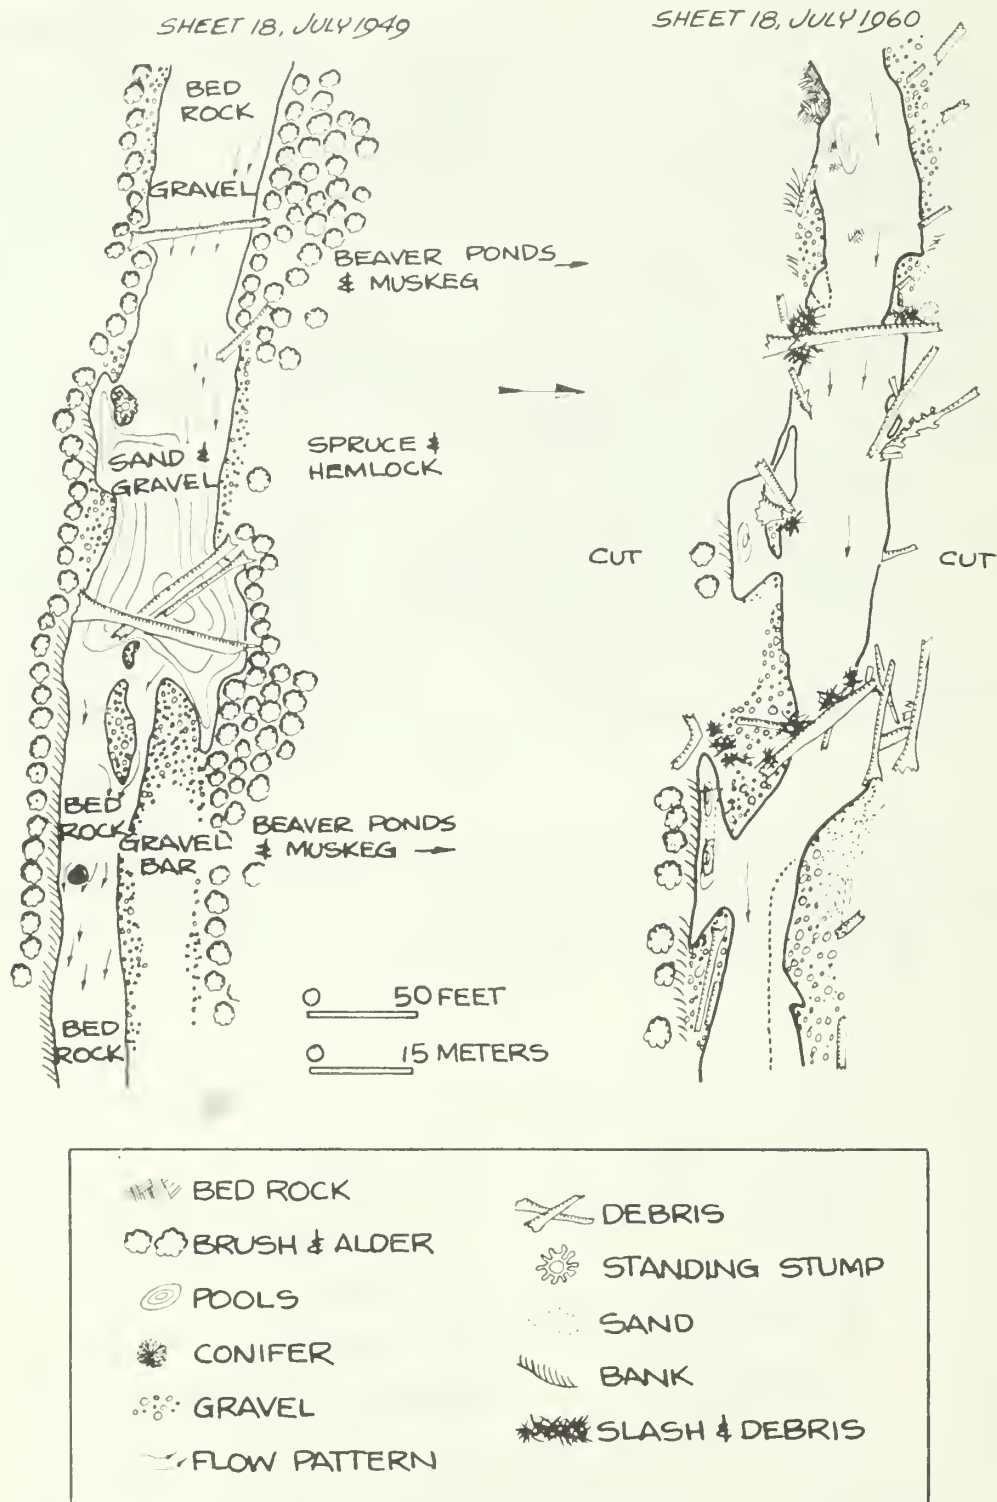 SHEET 18, JULY 1949
SHEET 18, JULY 1960
BED
ROCK
GRAVEL
BEAVER PONDS
& MUSKEG
SAND &
GRAVEL
SPRUCE &
HEMLOCK
CUT
CUT
BED
ROCK
GRAVEL
BAR
BEAVER PONDS
& MUSKEG
BED
ROCK
0 50 FEET
0 15 METERS
BED ROCK
BRUSH & ALDER
POOLS
CONIFER
GRAVEL
FLOW PATTERN
DEBRIS
STANDING STUMP
SAND
BANK
SLASH & DEBRIS